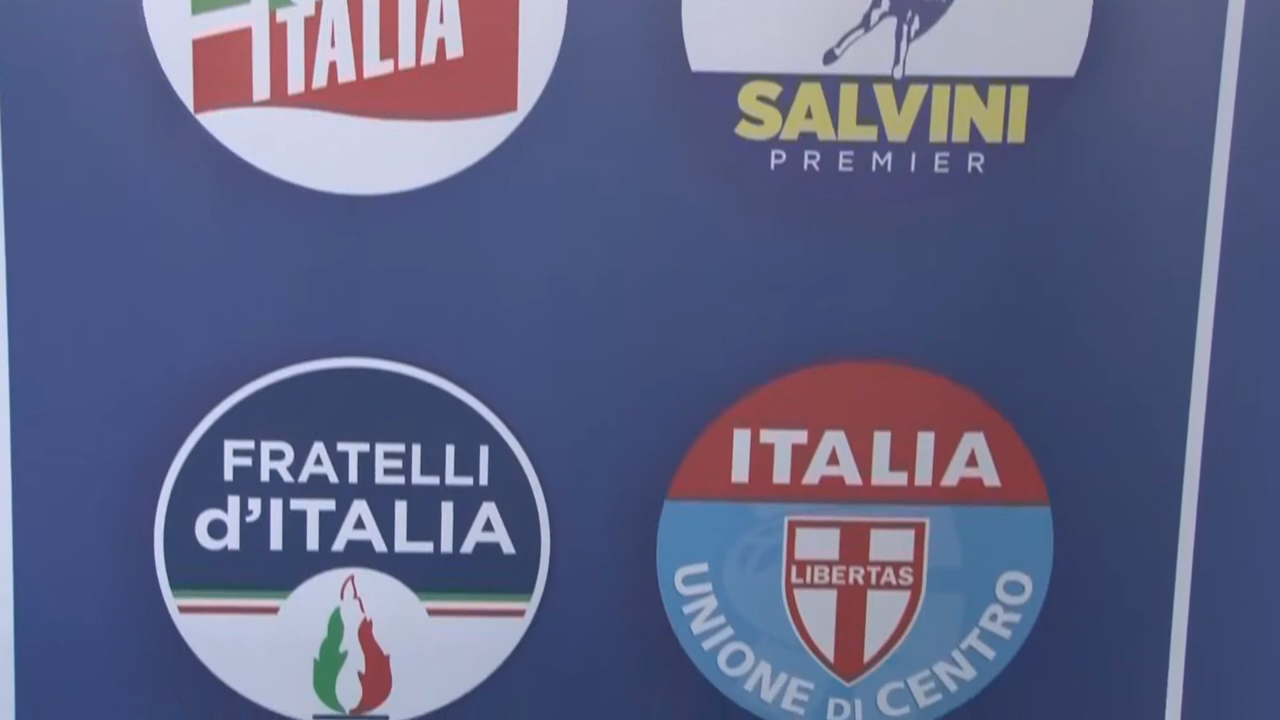 ITALIA
SALVINI
PREMIER
FRATELLI
d'ITALIA
ITALIA
LIBERTAS
UNIONE DI CENTRO